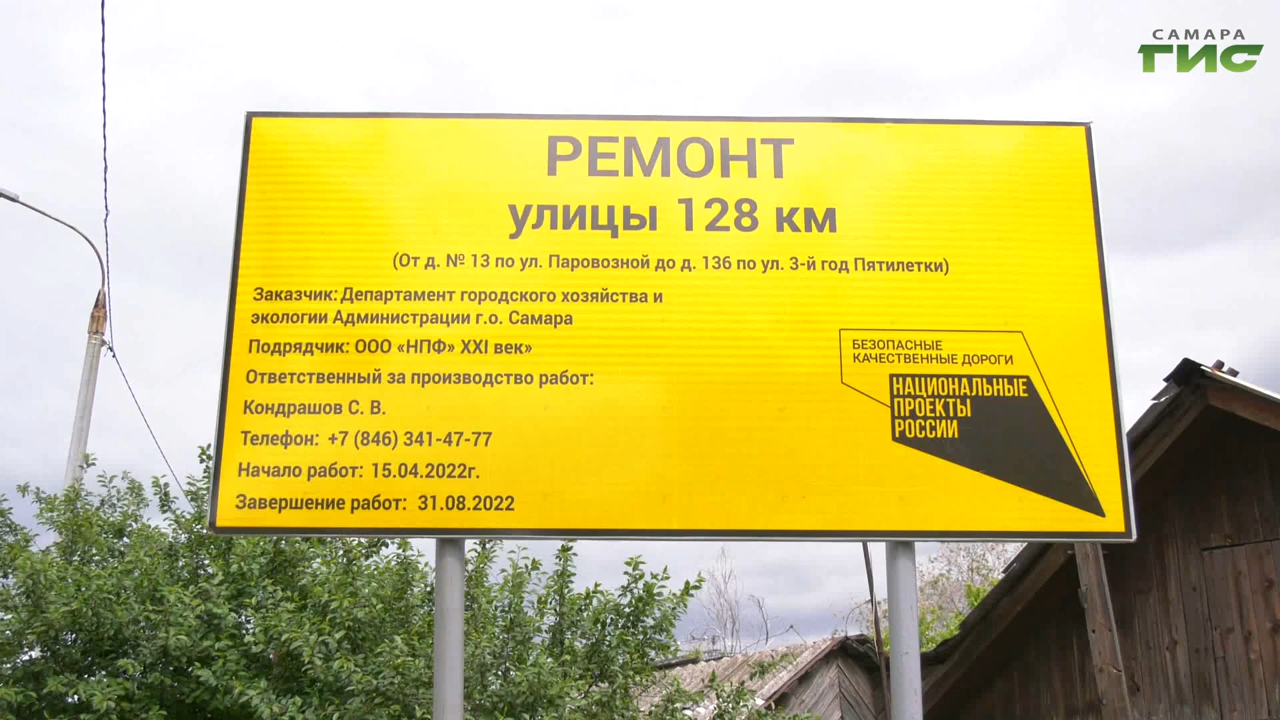 САМАРА
ГИС
РЕМОНТ
улицы 128 км
(От д. № 13 по ул. Паровозной до д. 136 по ул. 3-й год Пятилетки)
Заказчик: Департамент городского хозяйства и
экологии Администрации г.о. Самара
Подрядчик: ООО «НПФ» XXI век»
Ответственный за производство работ:
Кондрашов С. В.
Телефон: +7 (846) 341-47-77
Начало работ: 15.04.2022г.
Завершение работ: 31.08.2022
БЕЗОПАСНЫЕ
КАЧЕСТВЕННЫЕ ДОРОГИ
НАЦИОНАЛЬНЫЕ
ПРОЕКТЫ
РОССИИ